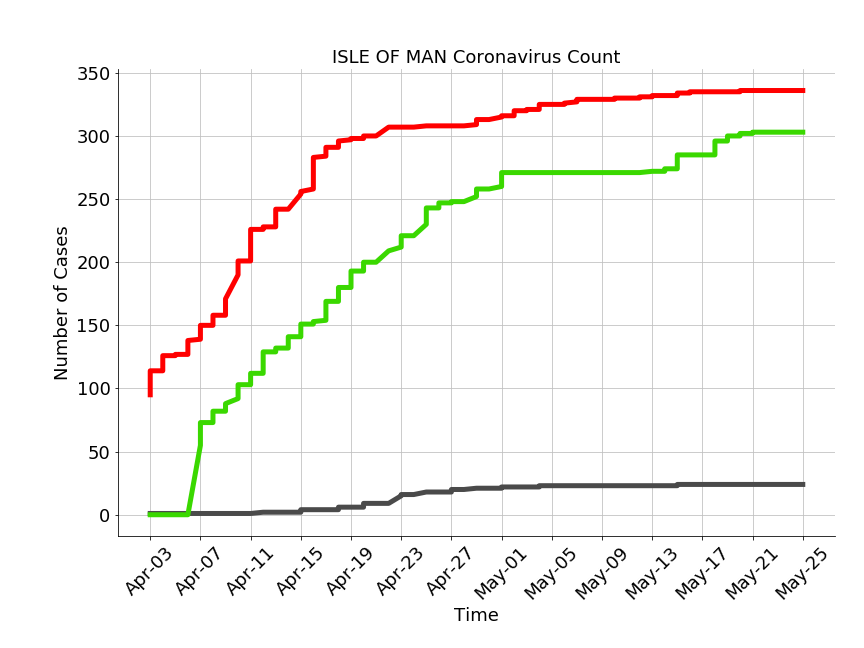 ISLE OF MAN Coronavirus Count
350
300
250
200
150
100
50
0
Number of Cases
Apr-03
Apr-07
Apr-11
Apr-15
Apr-19
Apr-23
Apr-27
May-01
May-05
May-09
May-13
May-17
May-21
May-25
Time